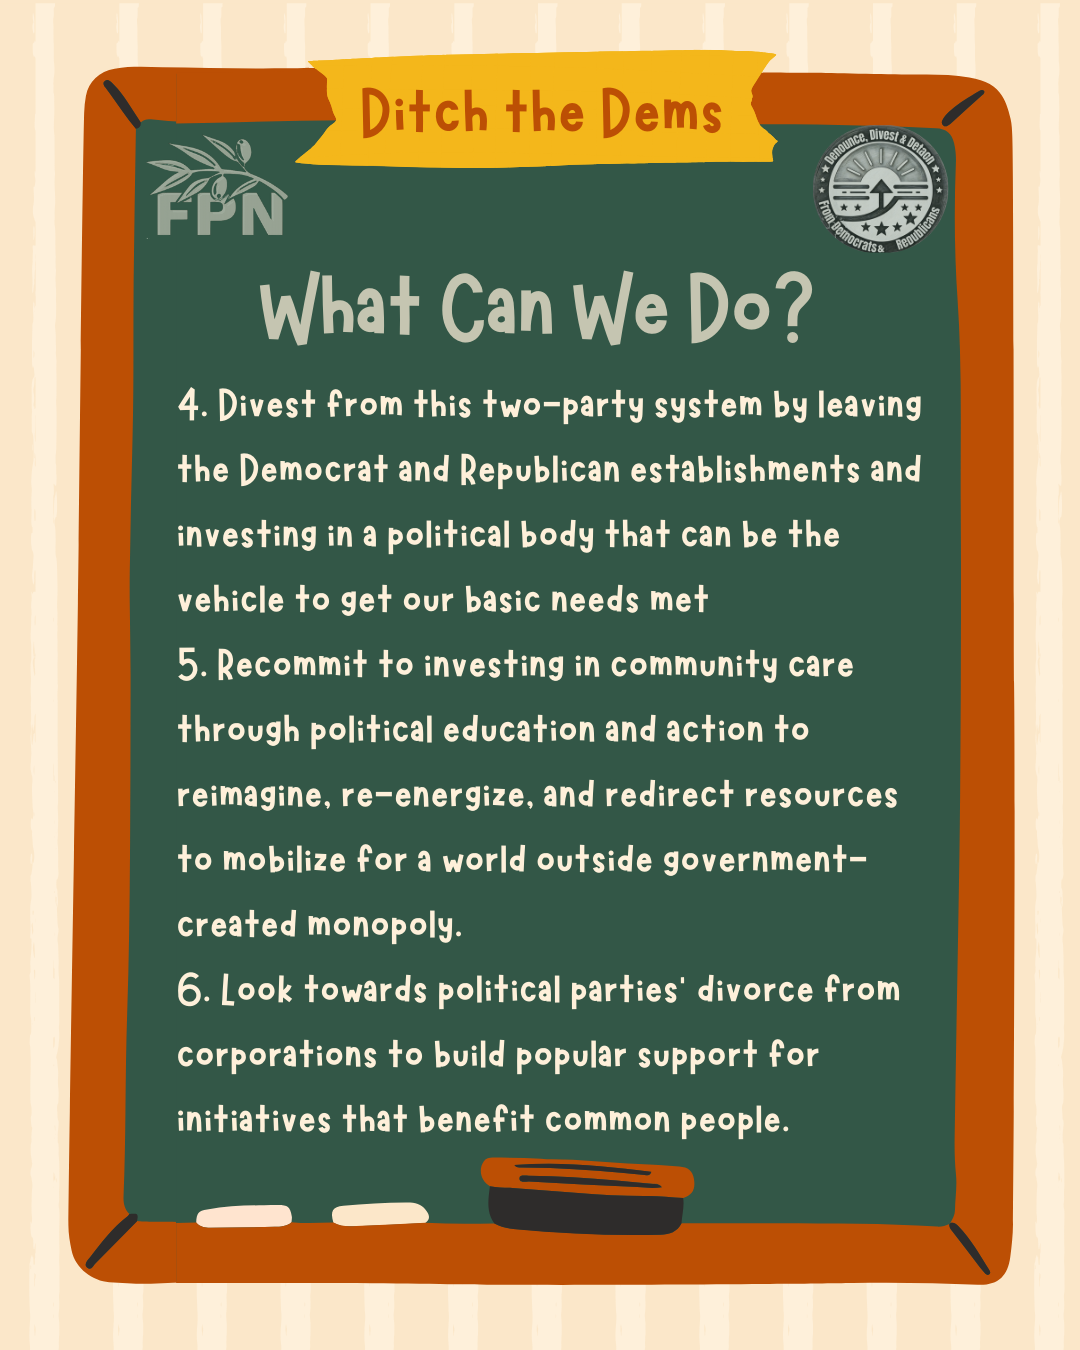 Ditch the Dems
FPN
Denounce, Divest & Detach
From Democrats & Republicans
What Can We Do?
4. Divest from this two-party system by leaving
the Democrat and Republican establishments and
investing in a political body that can be the
vehicle to get our basic needs met
5. Recommit to investing in community care
through political education and action to
reimagine, re-energize, and redirect resources
to mobilize for a world outside government-
created monopoly.
6. Look towards political parties' divorce from
corporations to build popular support for
initiatives that benefit common people.